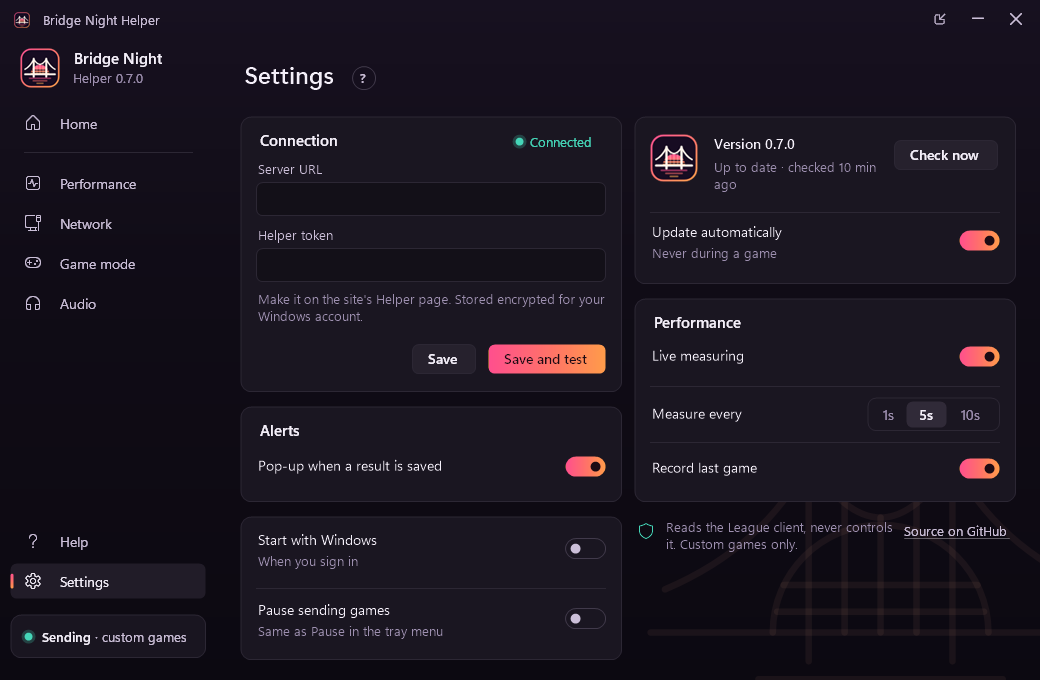 Bridge Night Helper
Bridge Night
Helper 0.7.0
Home
Performance
Network
Game mode
Audio
? Help
Settings
Sending · custom games
Settings
?
Connection
Connected
Server URL
Helper token
Make it on the site's Helper page. Stored encrypted for your
Windows account.
Save
Save and test
Alerts
Pop-up when a result is saved
Start with Windows
When you sign in
Pause sending games
Same as Pause in the tray menu
Version 0.7.0
Up to date · checked 10 min
ago
Check now
Update automatically
Never during a game
Performance
Live measuring
Measure every
1s 5s 10s
Record last game
Reads the League client, never controls
it. Custom games only.
Source on GitHub